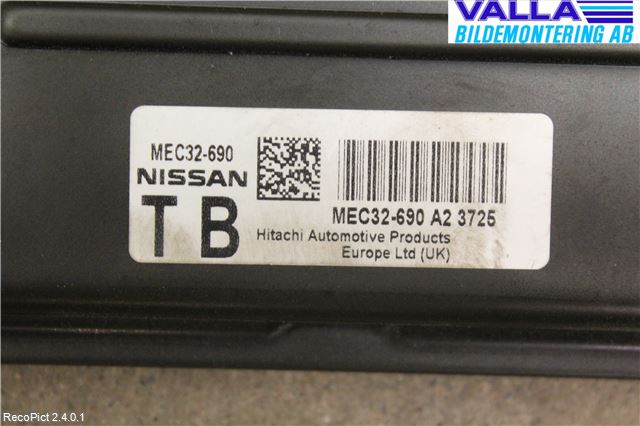 VALLA
BILDEMONTERING AB
MEC32-690
NISSAN
T B
MEC32-690 A2 3725
Hitachi Automotive Products
Europe Ltd (UK)
RecoPict 2.4.0.1